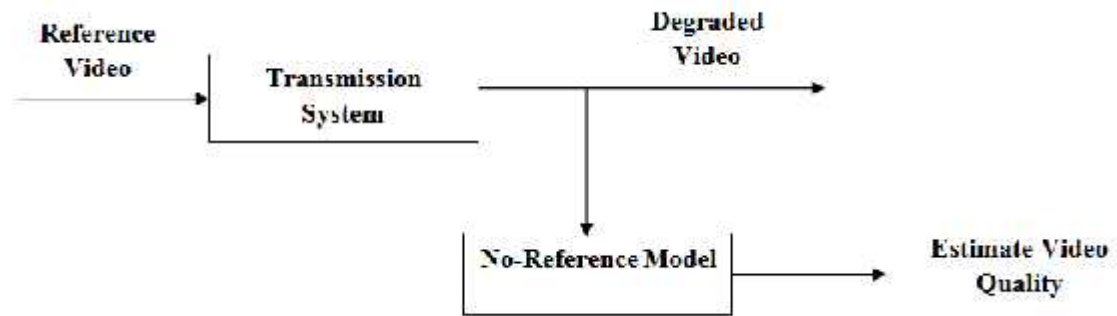 Reference
Video
Transmission
System
Degraded
Video
No-Reference Model
Estimate Video
Quality